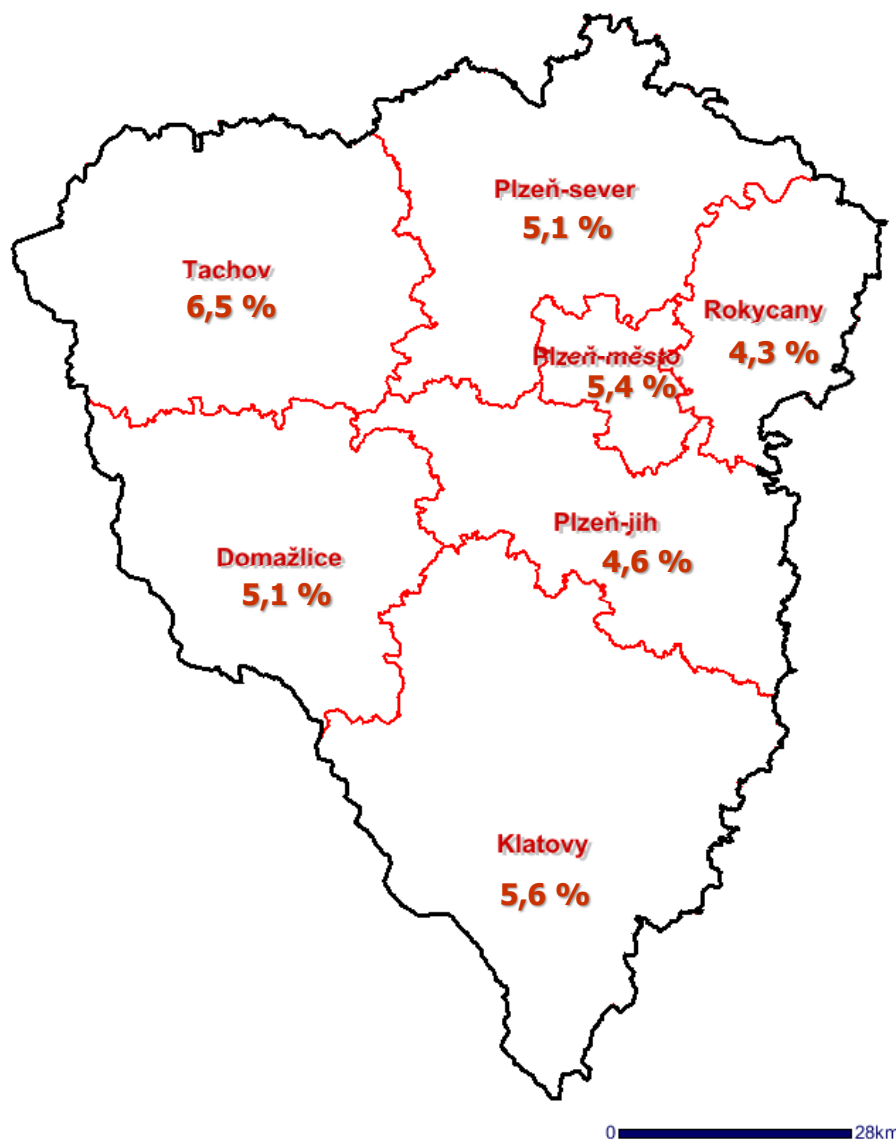 Plzeň-sever
5,1 %
Tachov
6,5 %
Rokycany
4,3 %
Plzeň-město
5,4 %
Plzeň-jih
4,6 %
Domažlice
5,1 %
Klatovy
5,6 %
0 28km